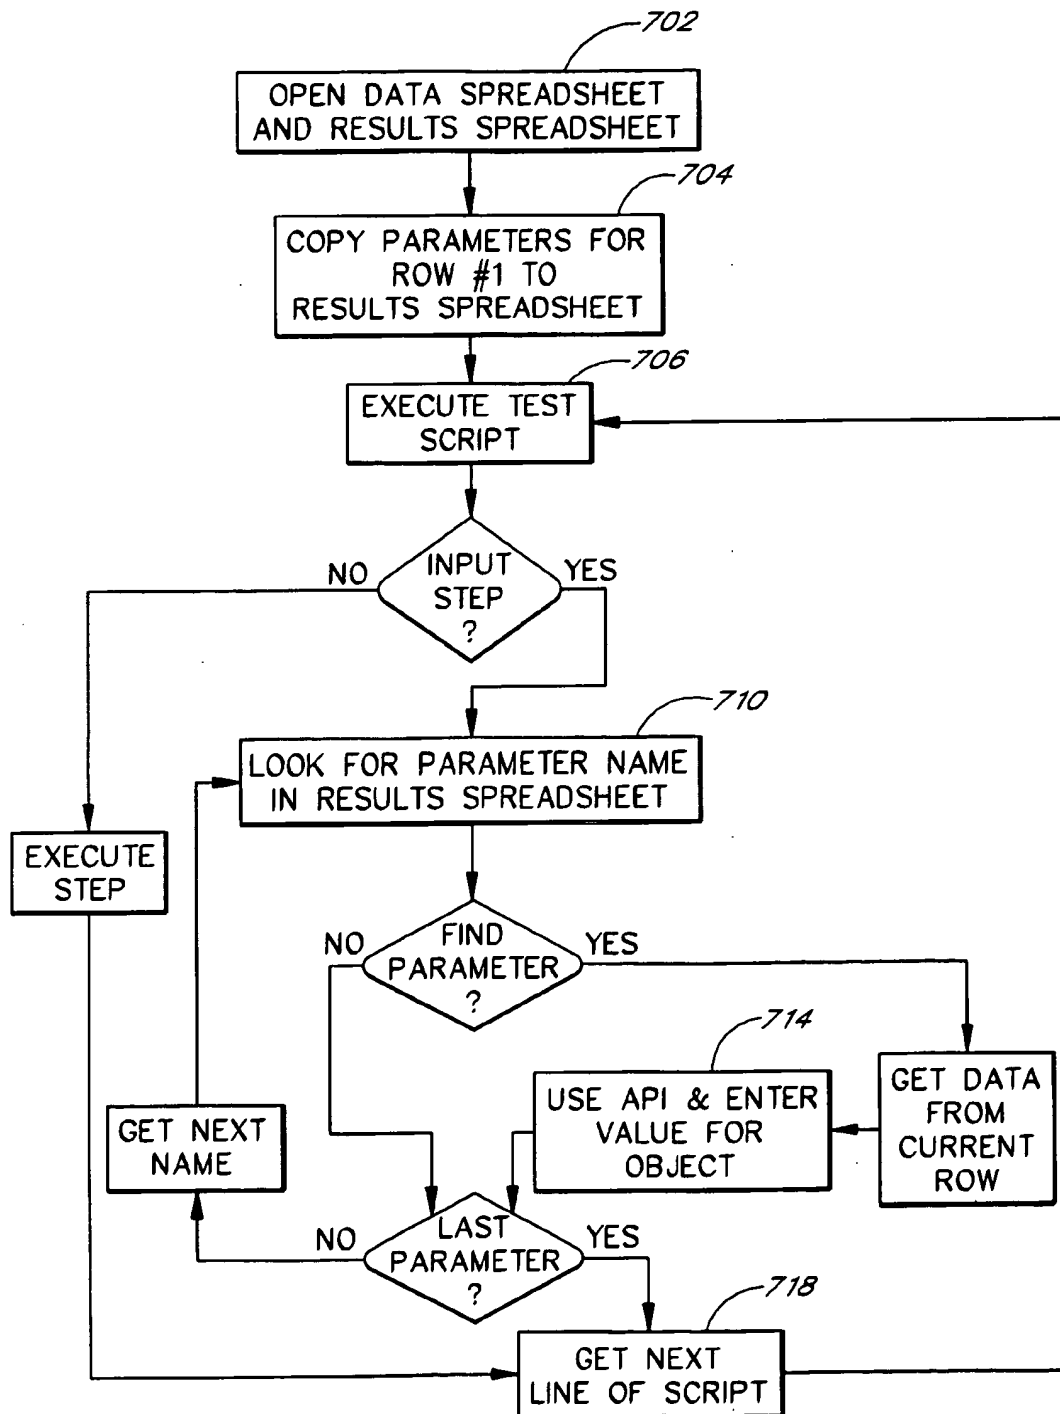 702
OPEN DATA SPREADSHEET
AND RESULTS SPREADSHEET
704
COPY PARAMETERS FOR
ROW #1 TO
RESULTS SPREADSHEET
706
EXECUTE TEST
SCRIPT
NO
INPUT
STEP
?
YES
710
LOOK FOR PARAMETER NAME
IN RESULTS SPREADSHEET
EXECUTE
STEP
NO
FIND
PARAMETER
?
YES
714
USE API & ENTER
VALUE FOR
OBJECT
GET DATA
FROM
CURRENT
ROW
GET NEXT
NAME
NO
LAST
PARAMETER
?
YES
718
GET NEXT
LINE OF SCRIPT